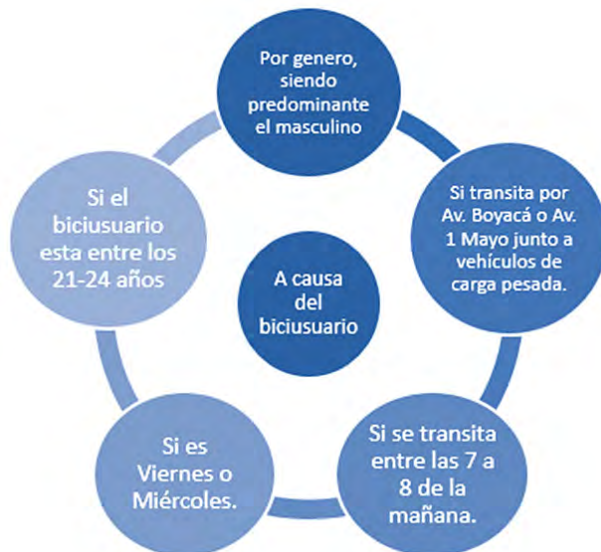 Por genero,
siendo
predominante
el masculino
Si transita por
Av. Boyacá o Av.
1 Mayo junto a
vehículos de
carga pesada.
Si se transita
entre las 7 a
8 de la
mañana.
Si es
Viernes o
Miércoles.
Si el
biciusuario
esta entre los
21-24 años
A causa
del
biciusuario